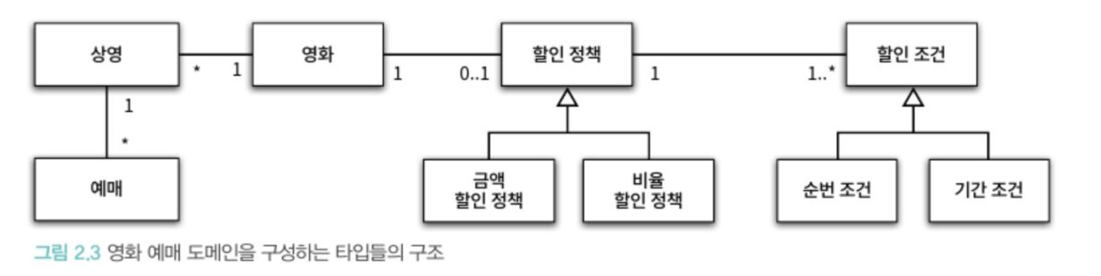 상영
영화
할인 정책
할인 조건
* 1
1 0..1
1 1..*
1
*
예매
금액
할인 정책
비율
할인 정책
순번 조건
기간 조건
그림 2.3 영화 예매 도메인을 구성하는 타입들의 구조